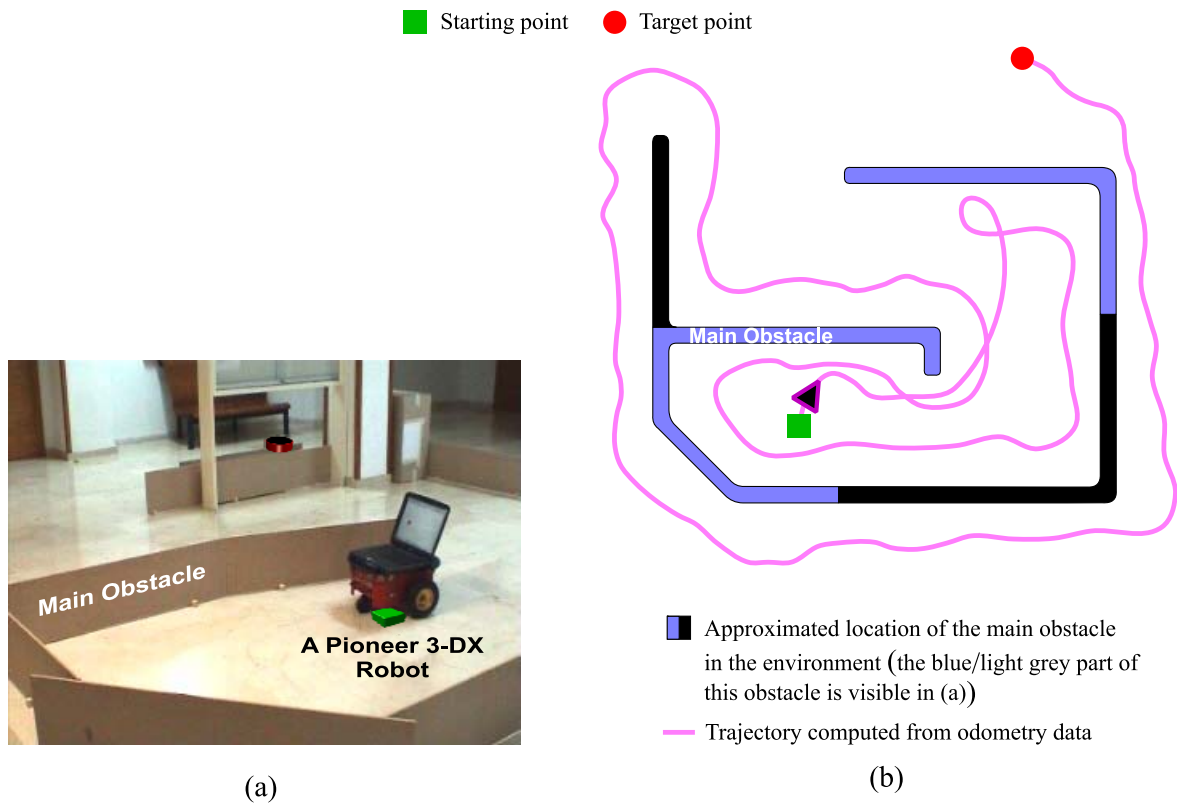 Starting point
Target point
Main Obstacle
Main Obstacle
A Pioneer 3-DX
Robot
Approximated location of the main obstacle
in the environment (the blue/light grey part of
this obstacle is visible in (a))
Trajectory computed from odometry data
(a)
(b)